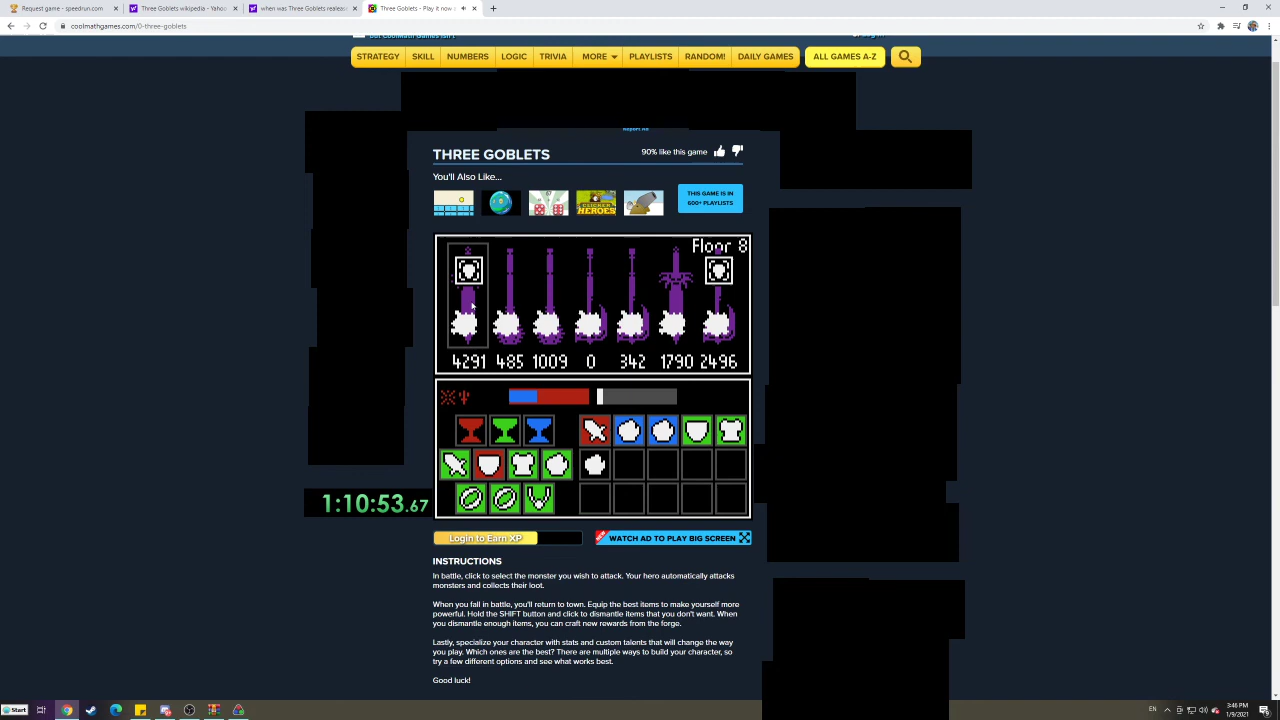 Request game - speedrun.com
Three Goblets wikipedia - Yahoo
when was Three Goblets realease
Three Goblets - Play it now
coolmathgames.com/0-three-goblets
but CoolMath Games isn't
STRATEGY SKILL NUMBERS LOGIC TRIVIA MORE PLAYLISTS RANDOM! DAILY GAMES ALL GAMES A-Z
Report Ad
THREE GOBLETS
90% like this game
You'll Also Like...
THIS GAME IS IN
600+ PLAYLISTS
CLICKER
HEROES
Floor 8
4291 485 1009 0 342 1790 2496
1:10:53.67
Login to Earn XP
WATCH AD TO PLAY BIG SCREEN
INSTRUCTIONS
In battle, click to select the monster you wish to attack. Your hero automatically attacks
monsters and collects their loot.
When you fall in battle, you'll return to town. Equip the best items to make yourself more
powerful. Hold the SHIFT button and click to dismantle items that you don't want. When
you dismantle enough items, you can craft new rewards from the forge.
Lastly, specialize your character with stats and custom talents that will change the way
you play. Which ones are the best? There are multiple ways to build your character, so
try a few different options and see what works best.
Good luck!
Start
EN
3:46 PM
1/9/2021